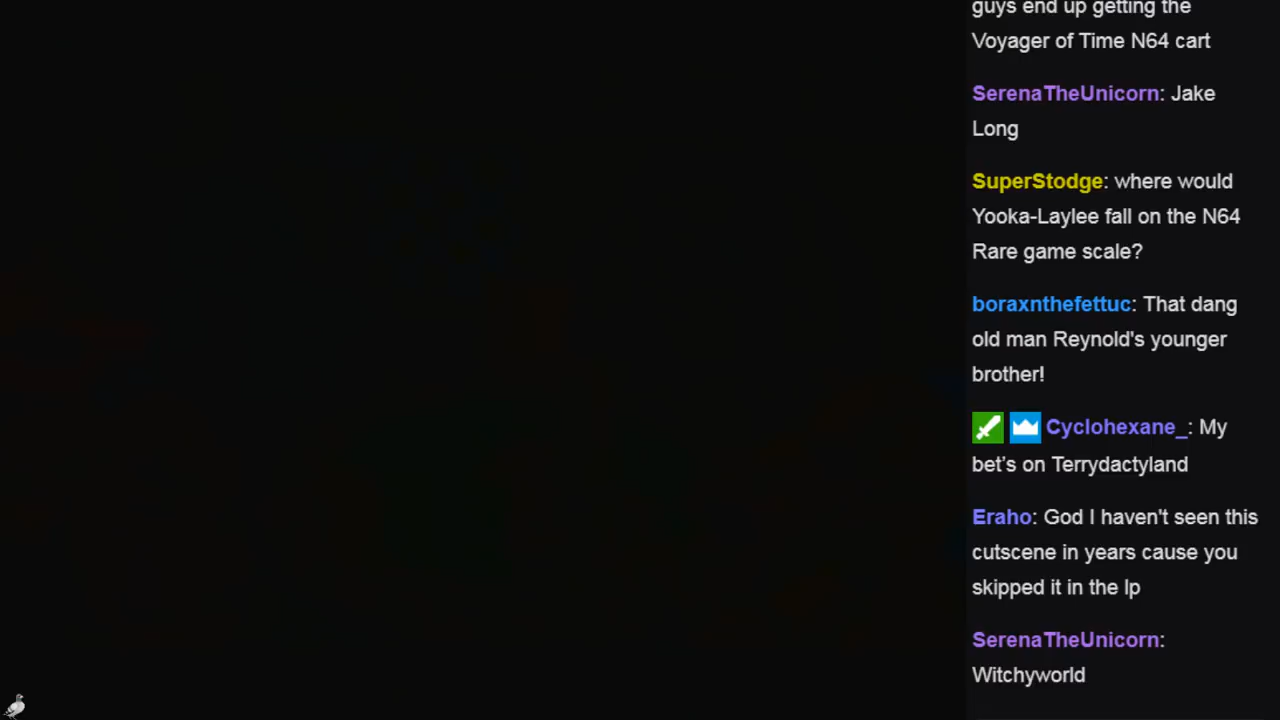 guys end up getting the
Voyager of Time N64 cart
SerenaTheUnicorn: Jake
Long
SuperStodge: where would
Yooka-Laylee fall on the N64
Rare game scale?
boraxnthefettuc: That dang
old man Reynold's younger
brother!
Cyclohexane_: My
bet's on Terrydactyland
Eraho: God I haven't seen this
cutscene in years cause you
skipped it in the lp
SerenaTheUnicorn:
Witchyworld